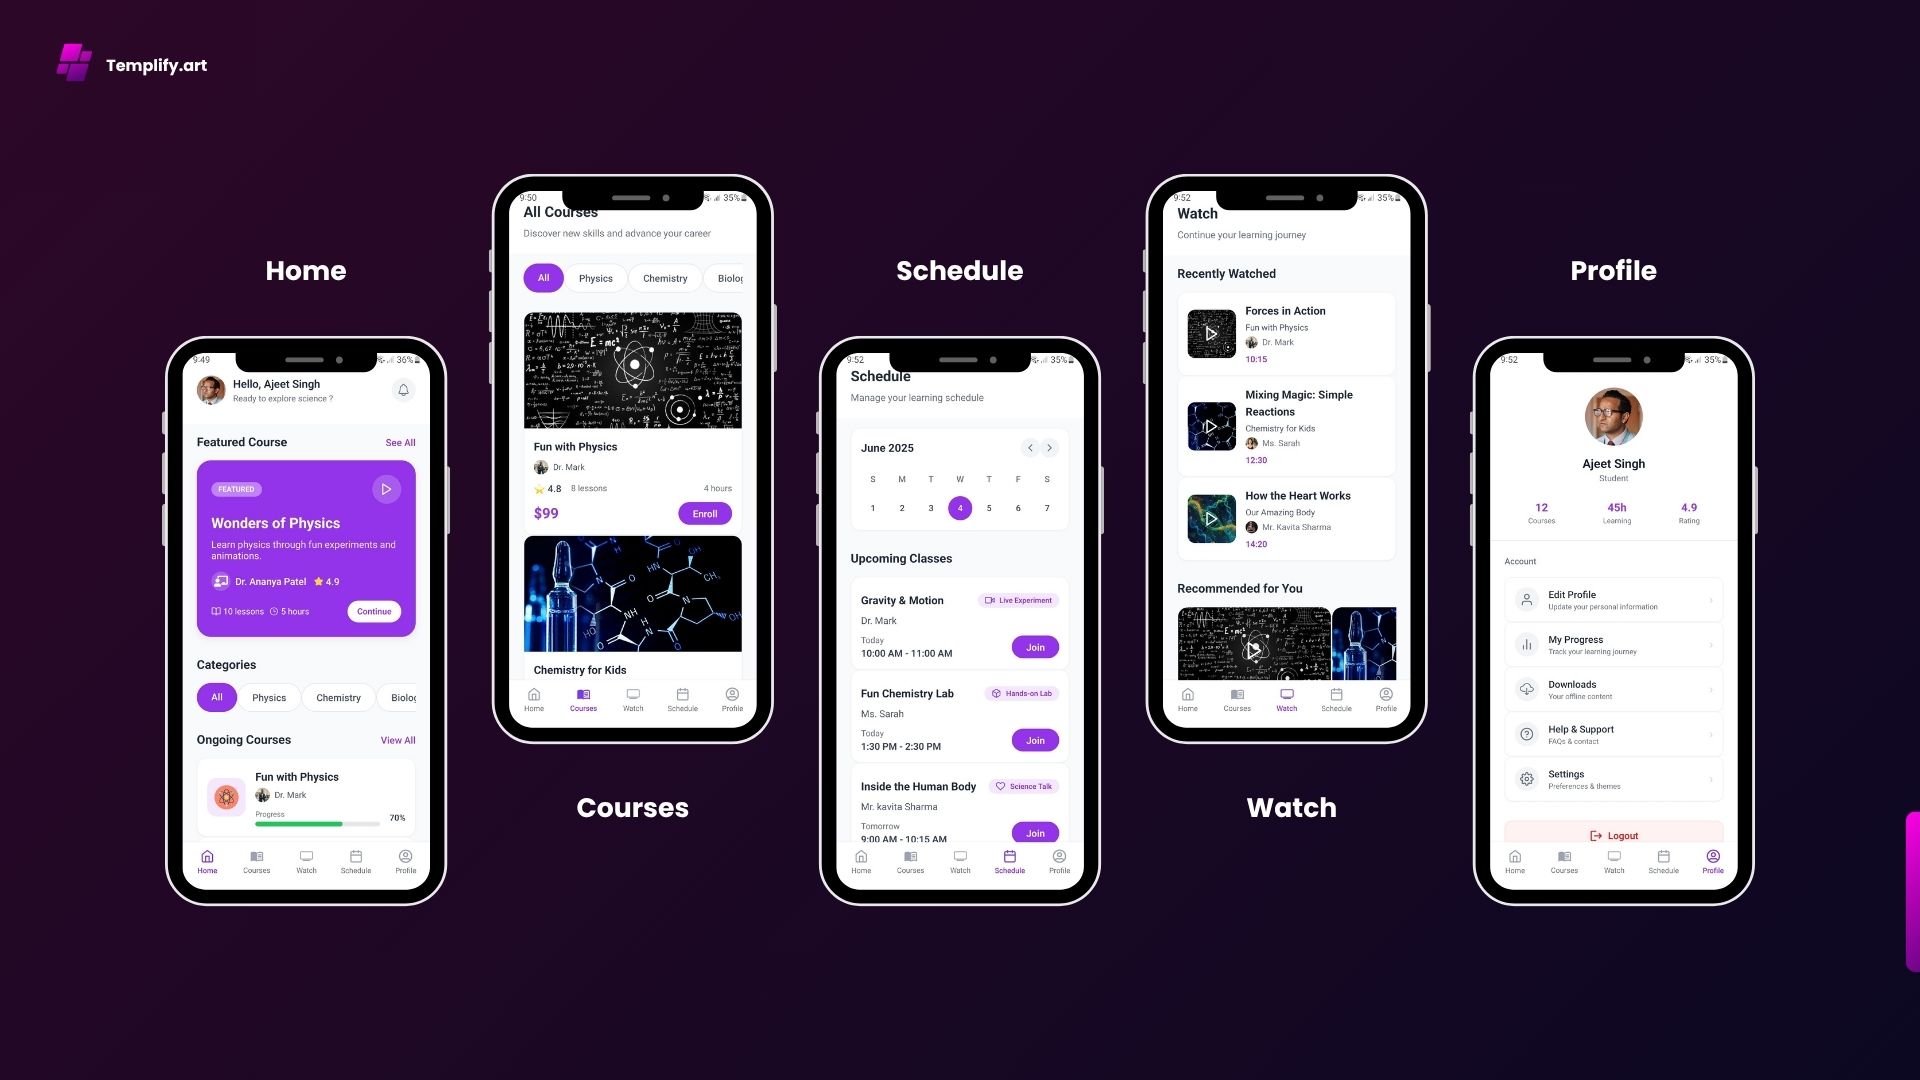 Templify.art
Home
9:49
36%
Hello, Ajeet Singh
Ready to explore science ?
Featured Course
See All
FEATURED
Wonders of Physics
Learn physics through fun experiments and
animations.
Dr. Ananya Patel
4.9
10 lessons
5 hours
Continue
Categories
All
Physics
Chemistry
Biolog
Ongoing Courses
View All
Fun with Physics
Dr. Mark
Progress
70%
Home
Courses
Watch
Schedule
Profile
9:50
35%
All Courses
Discover new skills and advance your career
All
Physics
Chemistry
Biolog
E = mc²
Fun with Physics
Dr. Mark
4.8
8 lessons
4 hours
$99
Enroll
HN
CH₃
NH
HO
OH
Chemistry for Kids
Home
Courses
Watch
Schedule
Profile
Courses
Schedule
9:52
35%
Schedule
Manage your learning schedule
June 2025
S M T W T F S
1 2 3 4 5 6 7
Upcoming Classes
Gravity & Motion
Live Experiment
Dr. Mark
Today
10:00 AM - 11:00 AM
Join
Fun Chemistry Lab
Hands-on Lab
Ms. Sarah
Today
1:30 PM - 2:30 PM
Join
Inside the Human Body
Science Talk
Mr. kavita Sharma
Tomorrow
9:00 AM - 10:15 AM
Join
Home
Courses
Watch
Schedule
Profile
9:52
35%
Watch
Continue your learning journey
Recently Watched
Forces in Action
Fun with Physics
Dr. Mark
10:15
Mixing Magic: Simple
Reactions
Chemistry for Kids
Ms. Sarah
12:30
How the Heart Works
Our Amazing Body
Mr. Kavita Sharma
14:20
Recommended for You
Home
Courses
Watch
Schedule
Profile
Watch
Profile
9:52
35%
Ajeet Singh
Student
12
Courses
45h
Learning
4.9
Rating
Account
Edit Profile
Update your personal information
My Progress
Track your learning journey
Downloads
Your offline content
Help & Support
FAQs & contact
Settings
Preferences & themes
Logout
Home
Courses
Watch
Schedule
Profile